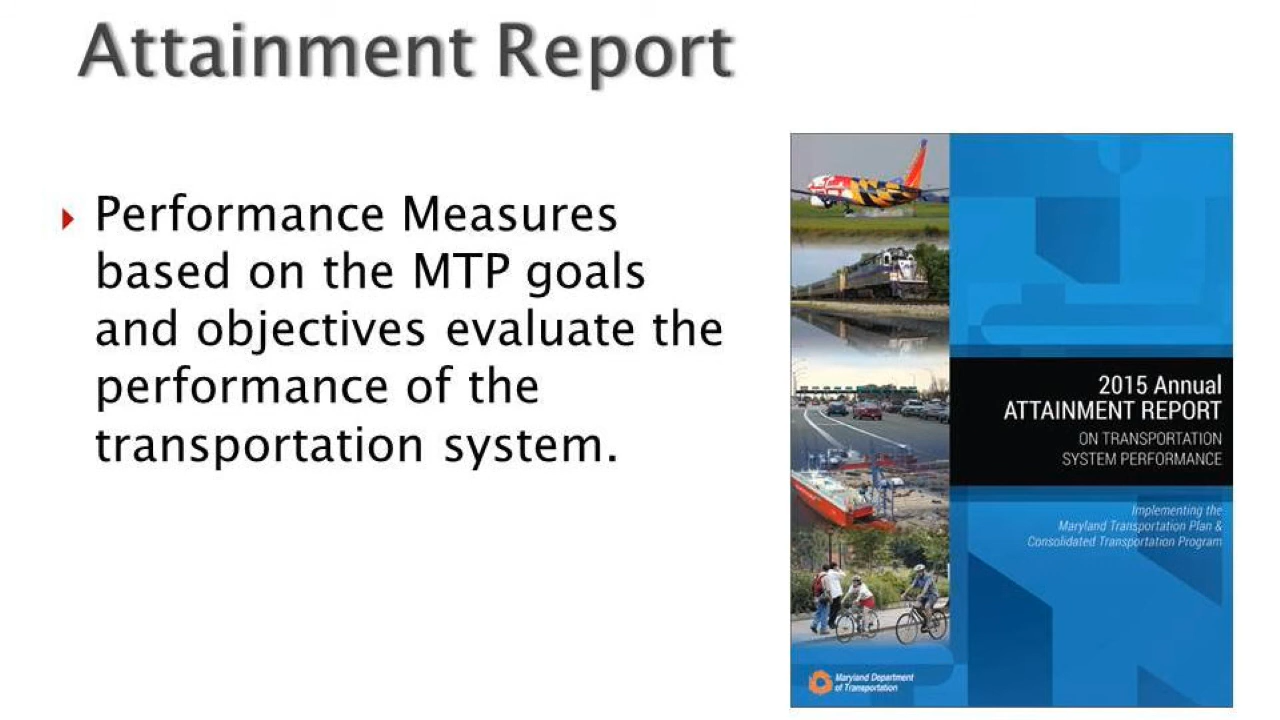 Attainment Report
Performance Measures
based on the MTP goals
and objectives evaluate the
performance of the
transportation system.
2015 Annual
ATTAINMENT REPORT
ON TRANSPORTATION
SYSTEM PERFORMANCE
Implementing the
Maryland Transportation Plan &
Consolidated Transportation Program
Maryland Department
of Transportation